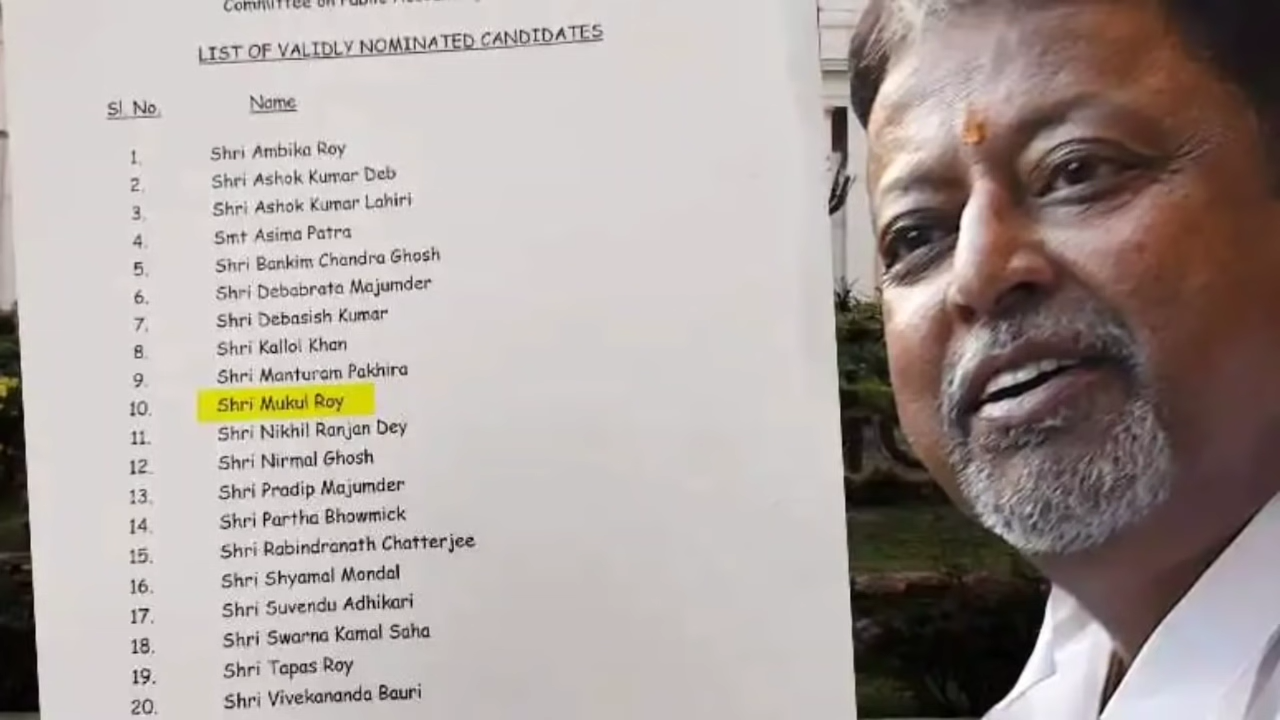 Committee on Public
LIST OF VALIDLY NOMINATED CANDIDATES
Sl. No. Name
1. Shri Ambika Roy
2. Shri Ashok Kumar Deb
3. Shri Ashok Kumar Lahiri
4. Smt Asima Patra
5. Shri Bankim Chandra Ghosh
6. Shri Debabrata Majumder
7. Shri Debasish Kumar
8. Shri Kallol Khan
9. Shri Manturam Pakhira
10. Shri Mukul Roy
11. Shri Nikhil Ranjan Dey
12. Shri Nirmal Ghosh
13. Shri Pradip Majumder
14. Shri Partha Bhowmick
15. Shri Rabindranath Chatterjee
16. Shri Shyamal Mondal
17. Shri Suvendu Adhikari
18. Shri Swarna Kamal Saha
19. Shri Tapas Roy
20. Shri Vivekananda Bauri